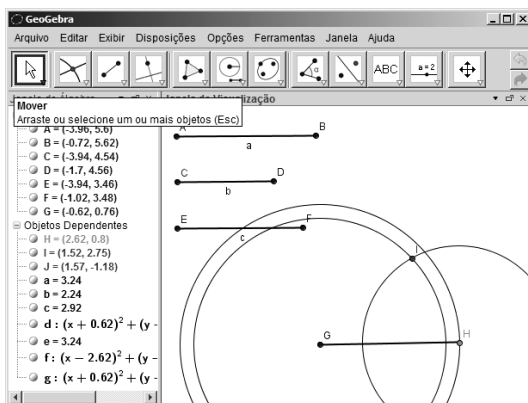 GeoGebra
Arquivo Editar Exibir Disposições Opções Ferramentas Janela Ajuda
ABC
a = 2
Mover
Arraste ou selecione um ou mais objetos (Esc)
A = (-3.96, 5.6)
B = (-0.72, 5.62)
C = (-3.94, 4.54)
D = (-1.7, 4.56)
E = (-3.94, 3.46)
F = (-1.02, 3.48)
G = (-0.62, 0.76)
Objetos Dependentes
H = (2.62, 0.8)
I = (1.52, 2.75)
J = (1.57, -1.18)
a = 3.24
b = 2.24
c = 2.92
d : (x + 0.62)² + (y -
e = 3.24
f : (x − 2.62)² + (y -
g : (x + 0.62)² + (y -
A B
a
C D
b
E F
c
I
G H